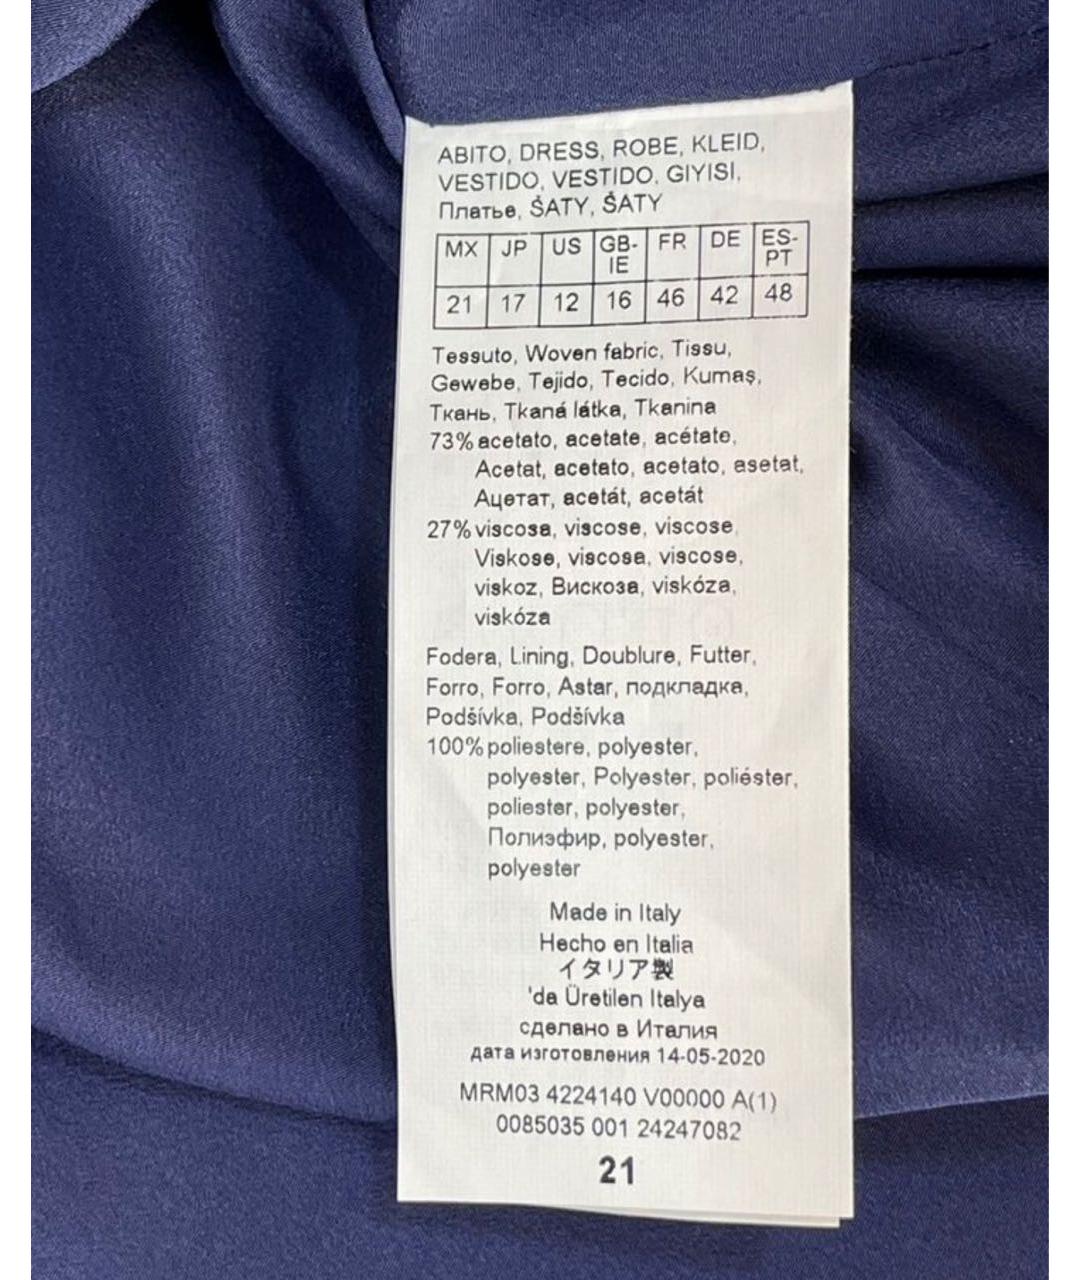 ABITO, DRESS, ROBE, KLEID,
VESTIDO, VESTIDO, GIYISI,
Платье, ŠATY, ŠATY
MX JP US GB-IE FR DE ES-PT
21 17 12 16 46 42 48
Tessuto, Woven fabric, Tissu,
Gewebe, Tejido, Tecido, Kumaş,
Ткань, Tkaná látka, Tkanina
73% acetato, acetate, acétate,
Acetat, acetato, acetato, asetat,
Ацетат, acetát, acetát
27% viscosa, viscose, viscose,
Viskose, viscosa, viscose,
viskoz, Вискоза, viskóza,
viskóza
Fodera, Lining, Doublure, Futter,
Forro, Forro, Astar, подкладка,
Podšívka, Podšívka
100% poliestere, polyester,
polyester, Polyester, poliéster,
poliester, polyester,
Полиэфир, polyester,
polyester
Made in Italy
Hecho en Italia
イタリア製
'da Üretilen Italya
сделано в Италия
дата изготовления 14-05-2020
MRM03 4224140 V00000 A(1)
0085035 001 24247082
21